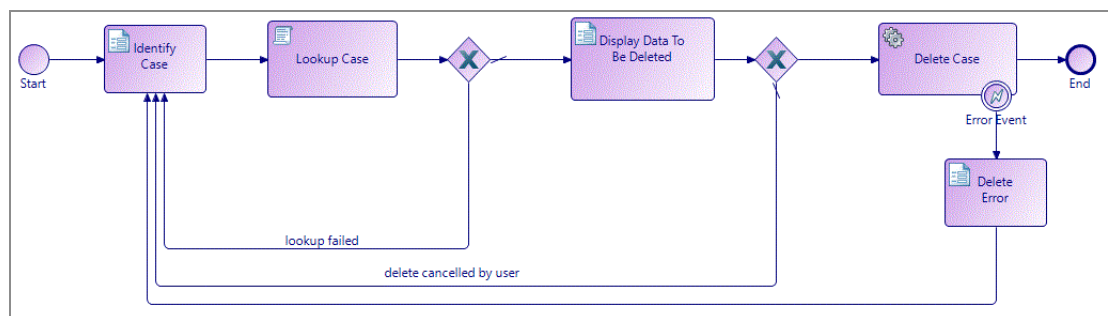 Identify
Case
Lookup Case
Display Data To
Be Deleted
Delete Case
Start
End
Error Event
Delete
Error
lookup failed
delete cancelled by user